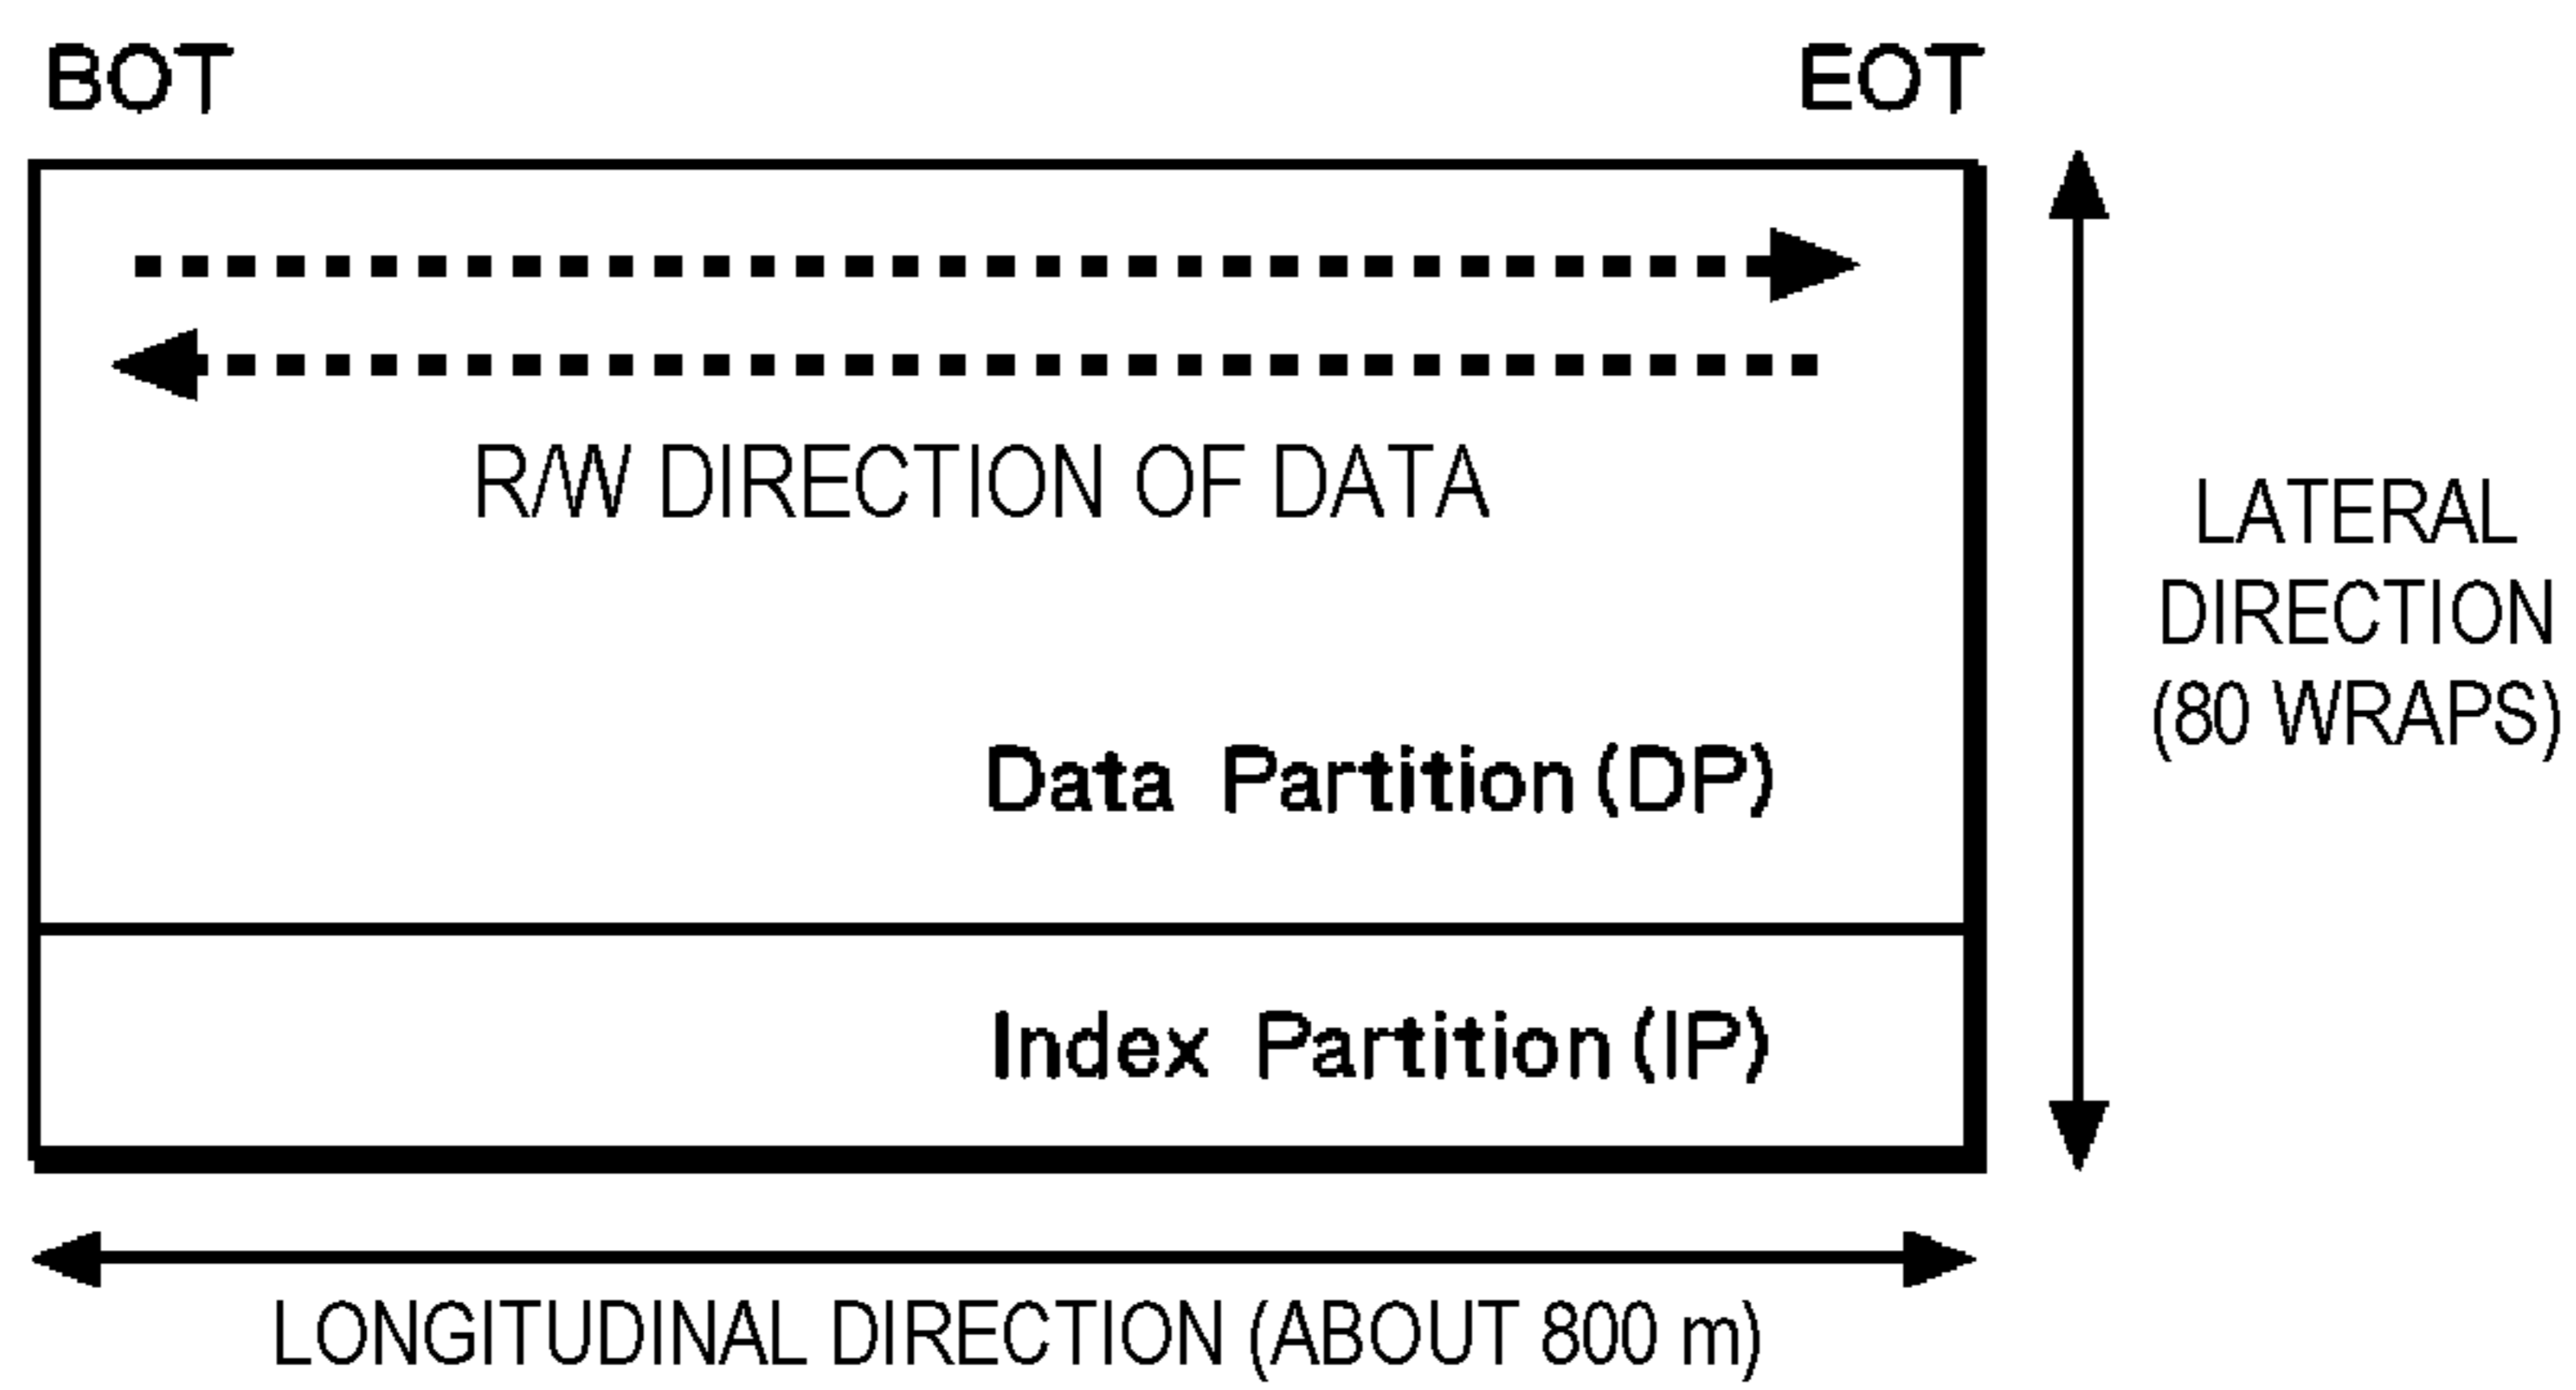 BOT
EOT
R/W DIRECTION OF DATA
LATERAL
DIRECTION
(80 WRAPS)
Data Partition(DP)
Index Partition(IP)
LONGITUDINAL DIRECTION (ABOUT 800 m)